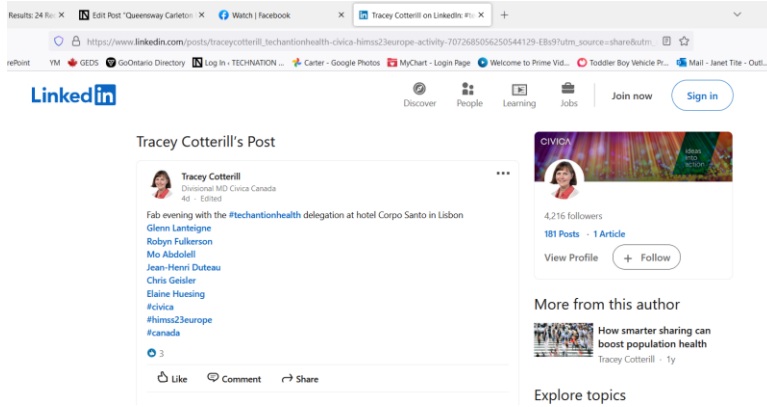 Results: 24 Re
Edit Post "Queensway Carleton
Watch | Facebook
Tracey Cotterill on LinkedIn: #te
https://www.linkedin.com/posts/traceycotterill_techantionhealth-civica-himss23europe-activity-7072685056250544129-EBs9?utm_source=share&utm_
rePoint
YM
GEDS
GoOntario Directory
Log In ‹ TECHNATION ...
Carter - Google Photos
MyChart - Login Page
Welcome to Prime Vid...
Toddler Boy Vehicle Pr...
Mail - Janet Tite - Outl...
Linked in
Discover
People
Learning
Jobs
Join now
Sign in
Tracey Cotterill's Post
Tracey Cotterill
Divisional MD Civica Canada
4d · Edited
Fab evening with the #techantionhealth delegation at hotel Corpo Santo in Lisbon
Glenn Lanteigne
Robyn Fulkerson
Mo Abdolell
Jean-Henri Duteau
Chris Geisler
Elaine Huesing
#civica
#himss23europe
#canada
3
Like
Comment
Share
CIVICA
ideas
into
action
4,216 followers
181 Posts · 1 Article
View Profile
+ Follow
More from this author
How smarter sharing can
boost population health
Tracey Cotterill · 1y
Explore topics